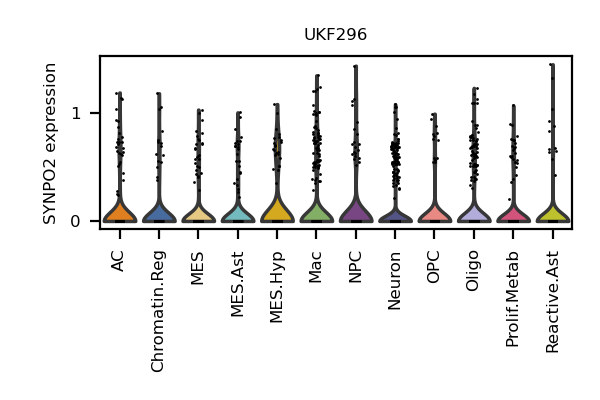 UKF296
SYNPO2 expression
1
0
AC
Chromatin.Reg
MES
MES.Ast
MES.Hyp
Mac
NPC
Neuron
OPC
Oligo
Prolif.Metab
Reactive.Ast